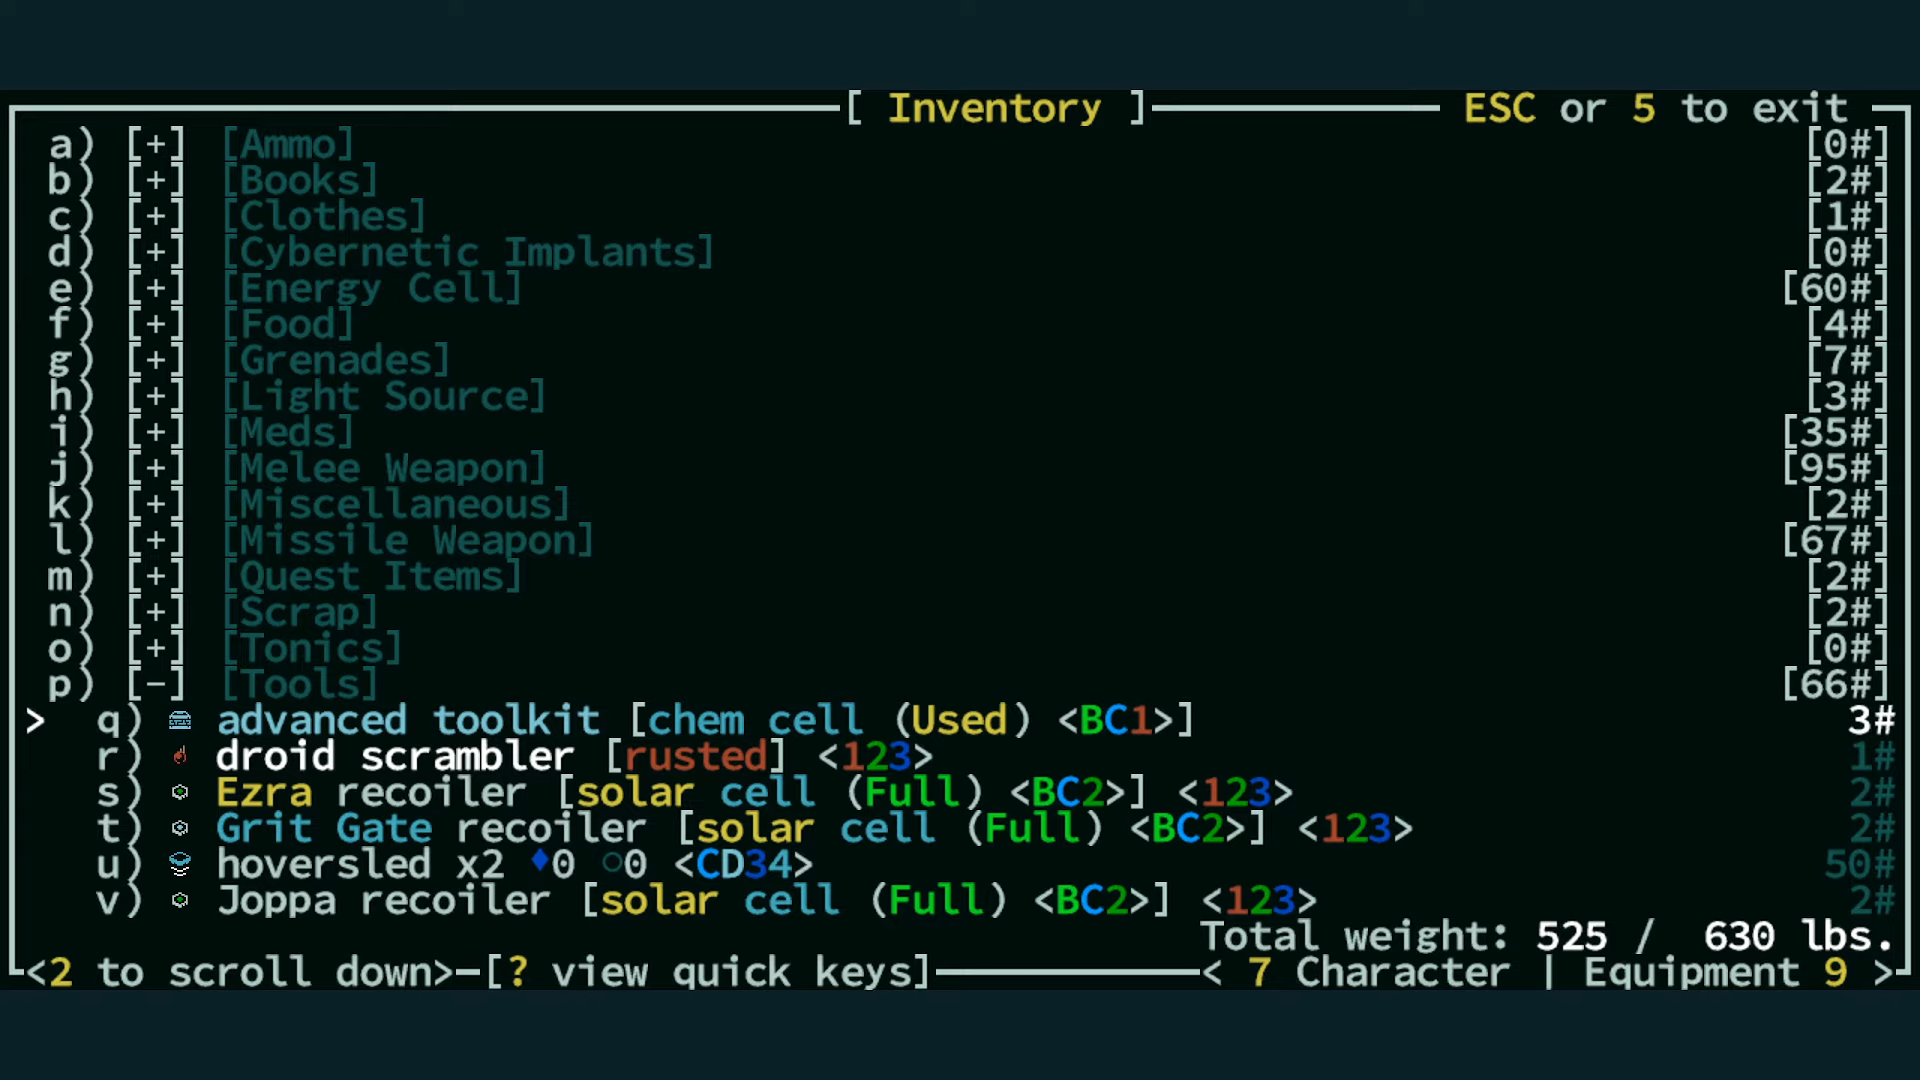 [ Inventory ] ESC or 5 to exit
a) [+] [Ammo] [0#]
b) [+] [Books] [2#]
c) [+] [Clothes] [1#]
d) [+] [Cybernetic Implants] [0#]
e) [+] [Energy Cell] [60#]
f) [+] [Food] [4#]
g) [+] [Grenades] [7#]
h) [+] [Light Source] [3#]
i) [+] [Meds] [35#]
j) [+] [Melee Weapon] [95#]
k) [+] [Miscellaneous] [2#]
l) [+] [Missile Weapon] [67#]
m) [+] [Quest Items] [2#]
n) [+] [Scrap] [2#]
o) [+] [Tonics] [0#]
p) [-] [Tools] [66#]
> q) advanced toolkit [chem cell (Used) <BC1>] 3#
r) droid scrambler [rusted] <123> 1#
s) Ezra recoiler [solar cell (Full) <BC2>] <123> 2#
t) Grit Gate recoiler [solar cell (Full) <BC2>] <123> 2#
u) hoversled x2 ♦0 ○0 <CD34> 50#
v) Joppa recoiler [solar cell (Full) <BC2>] <123> 2#
Total weight: 525 / 630 lbs.
<2 to scroll down> [? view quick keys] < 7 Character | Equipment 9 >